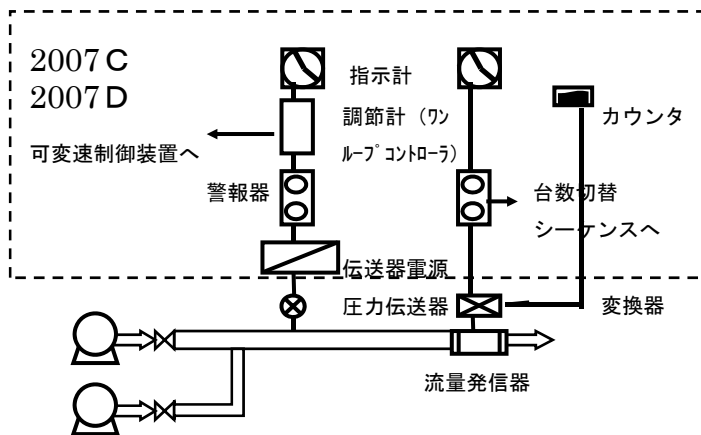 2007C
2007D
指示計
調節計（ﾜﾝ
ﾙｰﾌﾟｺﾝﾄﾛｰﾗ）
カウンタ
可変速制御装置へ
警報器
台数切替
シーケンスへ
伝送器電源
圧力伝送器
変換器
流量発信器